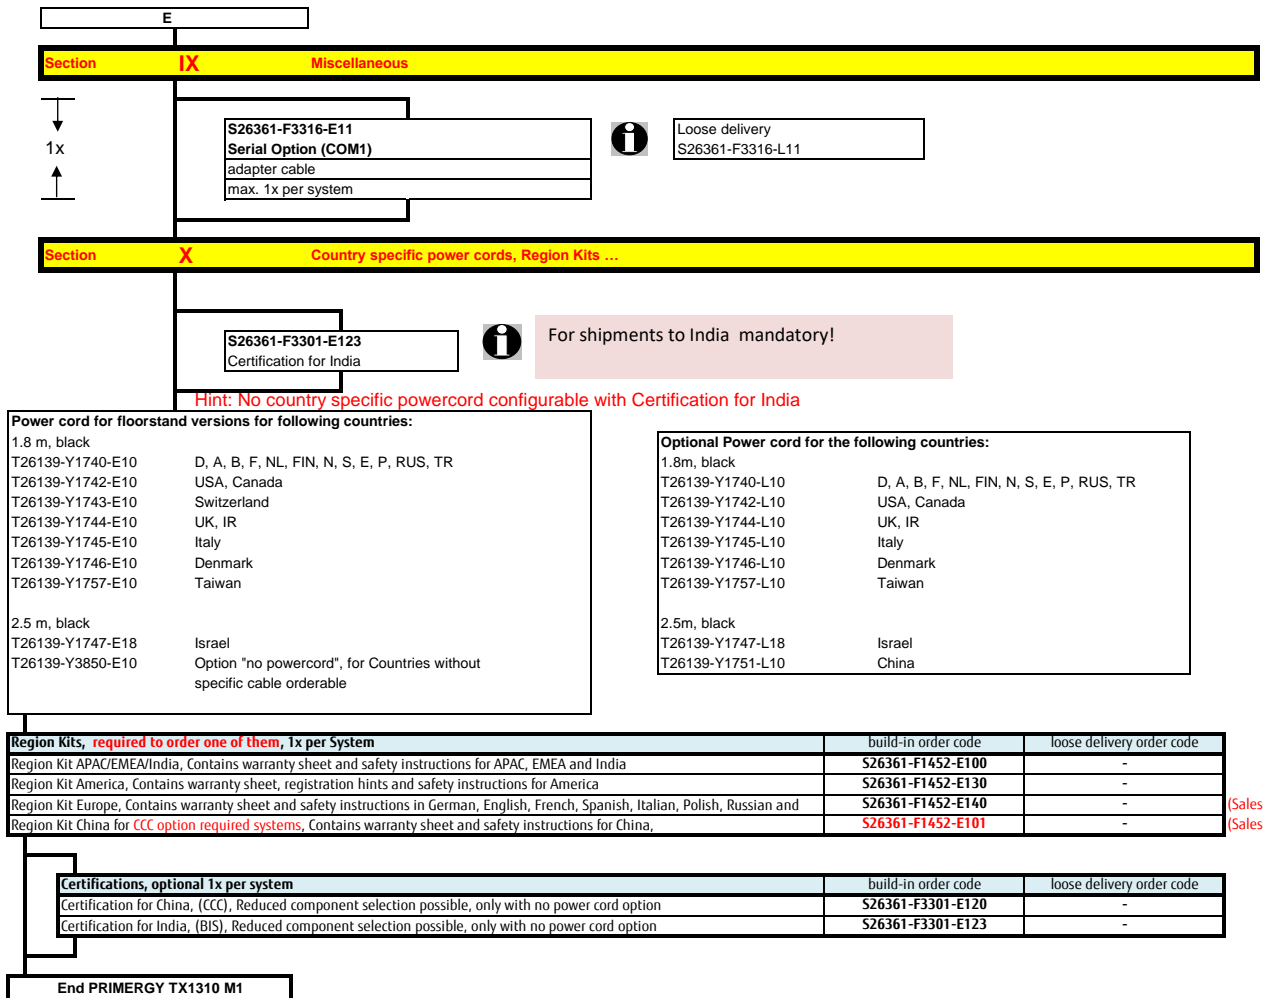 E
Section IX Miscellaneous
1x
S26361-F3316-E11
Serial Option (COM1)
adapter cable
max. 1x per system
Loose delivery
S26361-F3316-L11
Section X Country specific power cords, Region Kits ...
S26361-F3301-E123
Certification for India
For shipments to India mandatory!
Hint: No country specific powercord configurable with Certification for India
Power cord for floorstand versions for following countries:
1.8 m, black
T26139-Y1740-E10 D, A, B, F, NL, FIN, N, S, E, P, RUS, TR
T26139-Y1742-E10 USA, Canada
T26139-Y1743-E10 Switzerland
T26139-Y1744-E10 UK, IR
T26139-Y1745-E10 Italy
T26139-Y1746-E10 Denmark
T26139-Y1757-E10 Taiwan
2.5 m, black
T26139-Y1747-E18 Israel
T26139-Y3850-E10 Option "no powercord", for Countries without
specific cable orderable
Optional Power cord for the following countries:
1.8m, black
T26139-Y1740-L10 D, A, B, F, NL, FIN, N, S, E, P, RUS, TR
T26139-Y1742-L10 USA, Canada
T26139-Y1744-L10 UK, IR
T26139-Y1745-L10 Italy
T26139-Y1746-L10 Denmark
T26139-Y1757-L10 Taiwan
2.5m, black
T26139-Y1747-L18 Israel
T26139-Y1751-L10 China
Region Kits, required to order one of them, 1x per System build-in order code loose delivery order code
Region Kit APAC/EMEA/India, Contains warranty sheet and safety instructions for APAC, EMEA and India S26361-F1452-E100 -
Region Kit America, Contains warranty sheet, registration hints and safety instructions for America S26361-F1452-E130 -
Region Kit Europe, Contains warranty sheet and safety instructions in German, English, French, Spanish, Italian, Polish, Russian and S26361-F1452-E140 - (Sales
Region Kit China for CCC option required systems, Contains warranty sheet and safety instructions for China, S26361-F1452-E101 - (Sales
Certifications, optional 1x per system build-in order code loose delivery order code
Certification for China, (CCC), Reduced component selection possible, only with no power cord option S26361-F3301-E120 -
Certification for India, (BIS), Reduced component selection possible, only with no power cord option S26361-F3301-E123 -
End PRIMERGY TX1310 M1